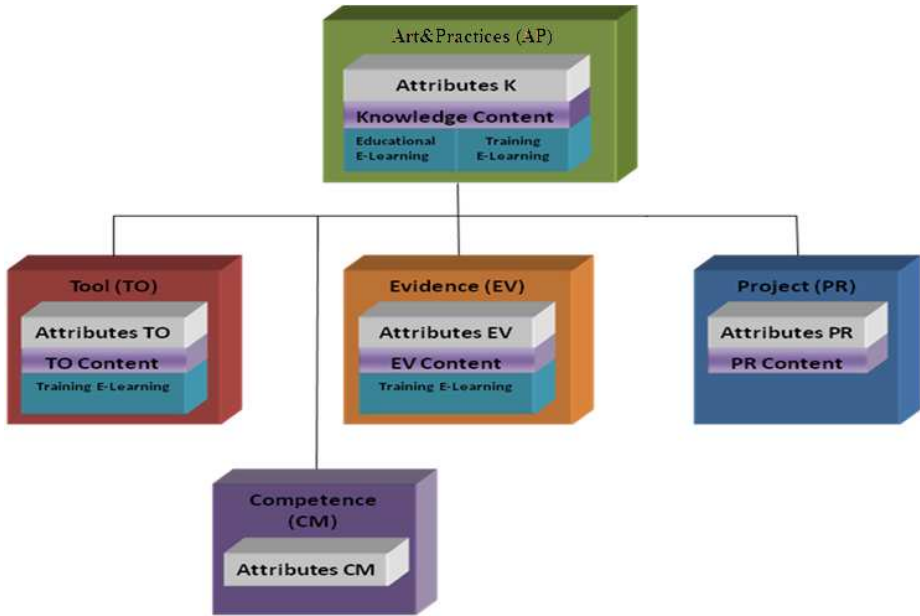 Art&Practices (AP)
Attributes K
Knowledge Content
Educational
E-Learning
Training
E-Learning
Tool (TO)
Attributes TO
TO Content
Training E-Learning
Evidence (EV)
Attributes EV
EV Content
Training E-Learning
Project (PR)
Attributes PR
PR Content
Competence
(CM)
Attributes CM